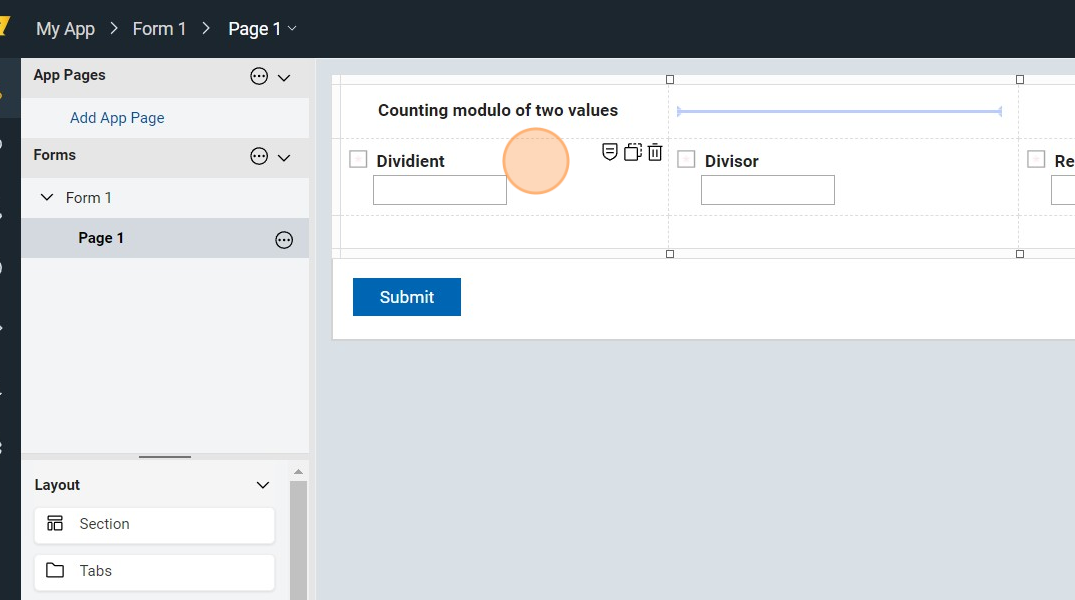 My App > Form 1 > Page 1
App Pages
Add App Page
Forms
Form 1
Page 1
Counting modulo of two values
Dividient
Divisor
Re
Submit
Layout
Section
Tabs